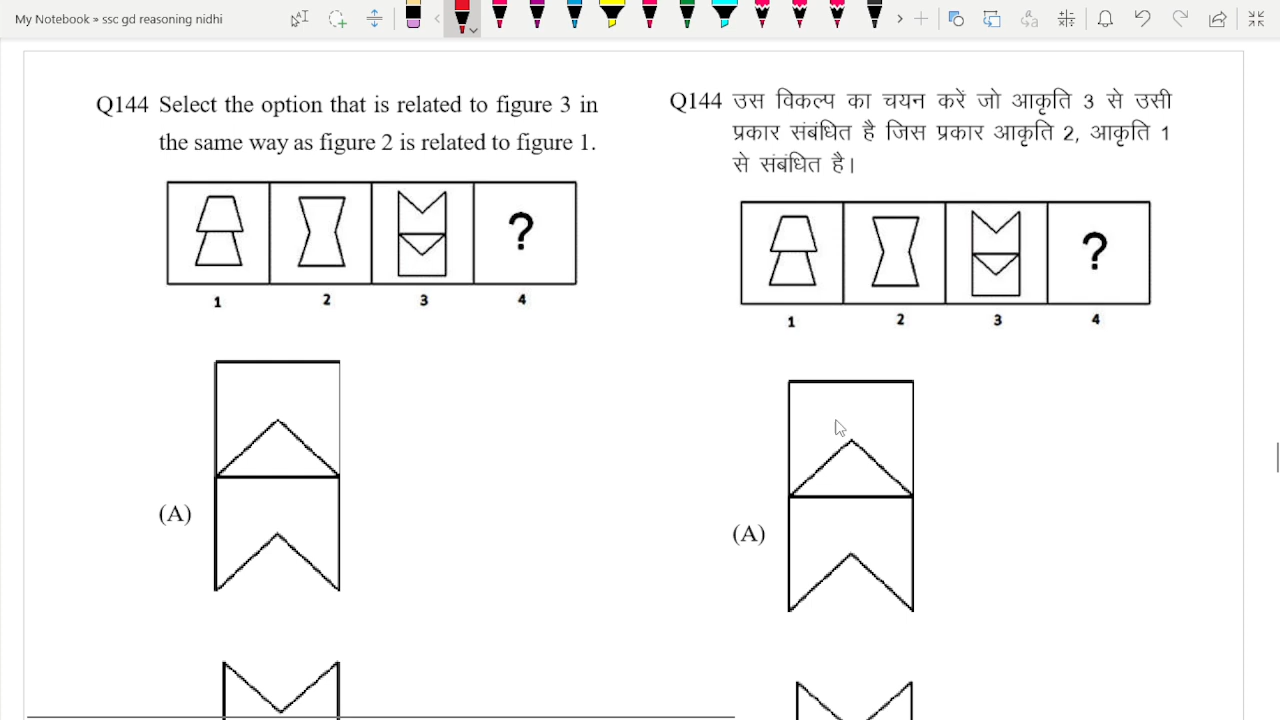 My Notebook » ssc gd reasoning nidhi
Q144 Select the option that is related to figure 3 in
the same way as figure 2 is related to figure 1.
?
1 2 3 4
(A)
Q144 उस विकल्प का चयन करें जो आकृति 3 से उसी
प्रकार संबंधित है जिस प्रकार आकृति 2, आकृति 1
से संबंधित है।
?
1 2 3 4
(A)